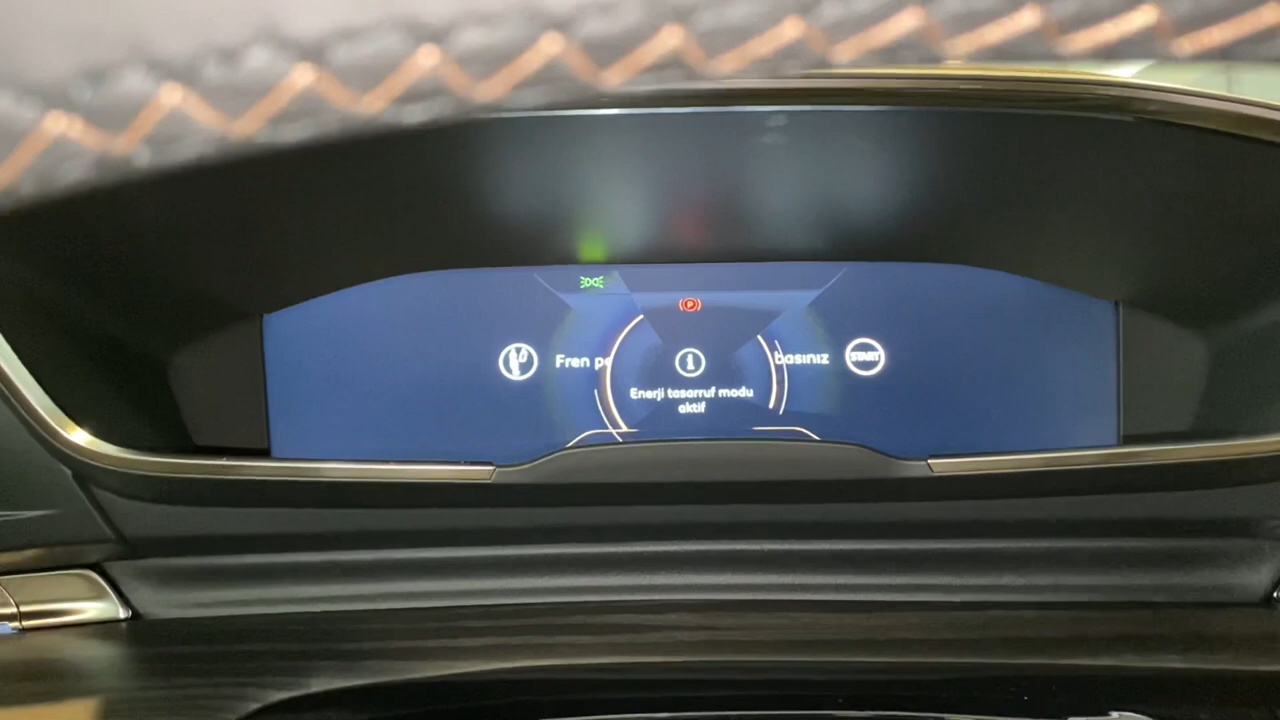 P
Fren
basınız
START
i
Enerji tasarruf modu
aktif